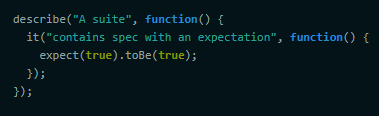 describe("A suite", function() {
  it("contains spec with an expectation", function() {
    expect(true).toBe(true);
  });
});